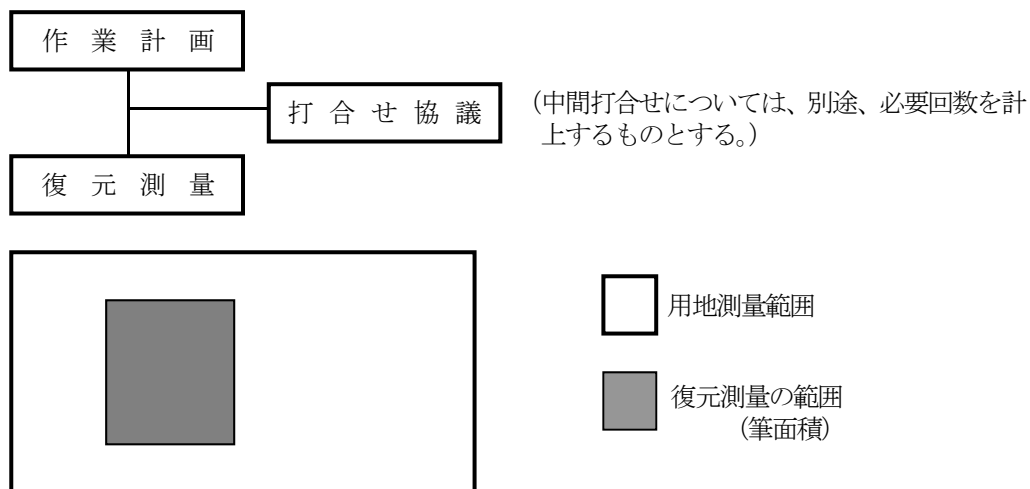 作業計画
打合せ協議
(中間打合せについては、別途、必要回数を計
上するものとする。)
復元測量
用地測量範囲
復元測量の範囲
(筆面積)